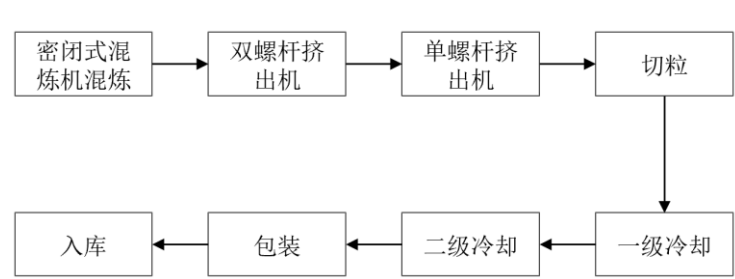 密闭式混
炼机混炼
双螺杆挤
出机
单螺杆挤
出机
切粒
入库
包装
二级冷却
一级冷却